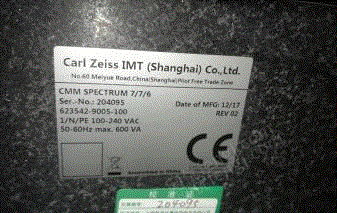 Carl Zeiss IMT (Shanghai) Co.,Ltd.
No.60 Meiyue Road,China(Shanghai)Pilot Free Trade Zone
CMM SPECTRUM 7/7/6
Ser.-No.: 204095
Date of MFG: 12/17
623542-9005-100
REV 02
1/N/PE 100-240 VAC
50-60Hz max. 600 VA
CE
204095